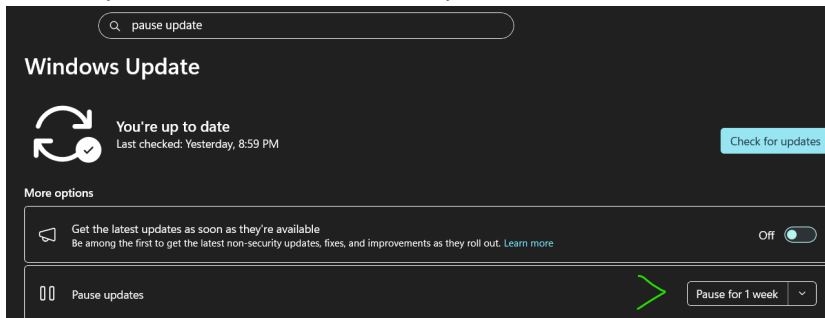 pause update
Windows Update
You're up to date
Last checked: Yesterday, 8:59 PM
Check for updates
More options
Get the latest updates as soon as they're available
Be among the first to get the latest non-security updates, fixes, and improvements as they roll out. Learn more
Off
Pause updates
Pause for 1 week